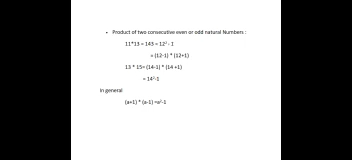 • Product of two consecutive even or odd natural Numbers :
11*13 = 143 = 12² - 1
= (12-1) * (12+1)
13 * 15= (14-1) * (14 +1)
= 14²-1
In general
(a+1) * (a-1) =a²-1